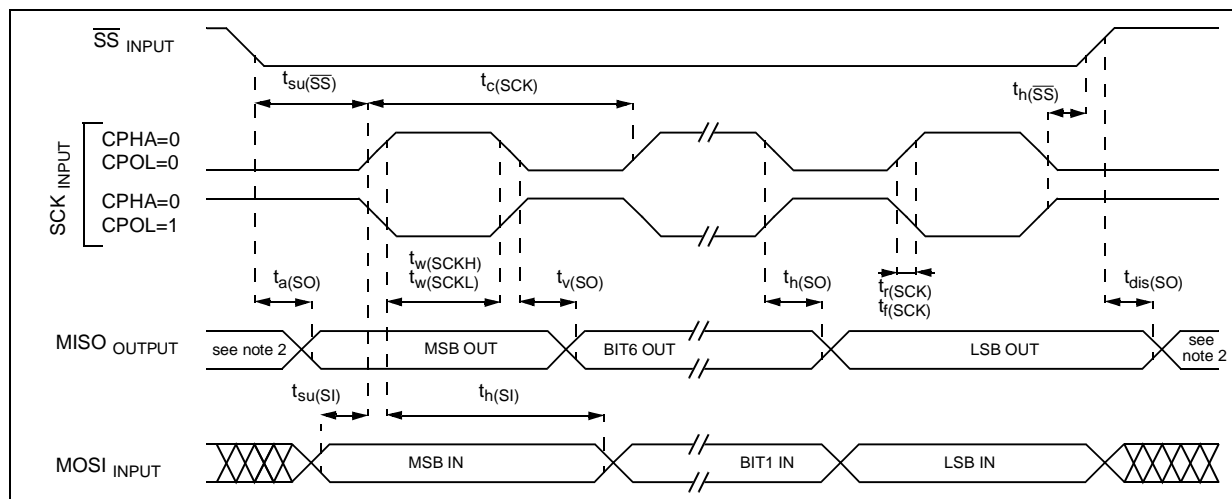 SS INPUT
tsu(SS)
tc(SCK)
th(SS)
SCK INPUT
CPHA=0
CPOL=0
CPHA=0
CPOL=1
ta(SO)
tw(SCKH)
tw(SCKL)
tv(SO)
th(SO)
tr(SCK)
tf(SCK)
tdis(SO)
MISO OUTPUT
see note 2
MSB OUT
BIT6 OUT
LSB OUT
see
note 2
tsu(SI)
th(SI)
MOSI INPUT
MSB IN
BIT1 IN
LSB IN